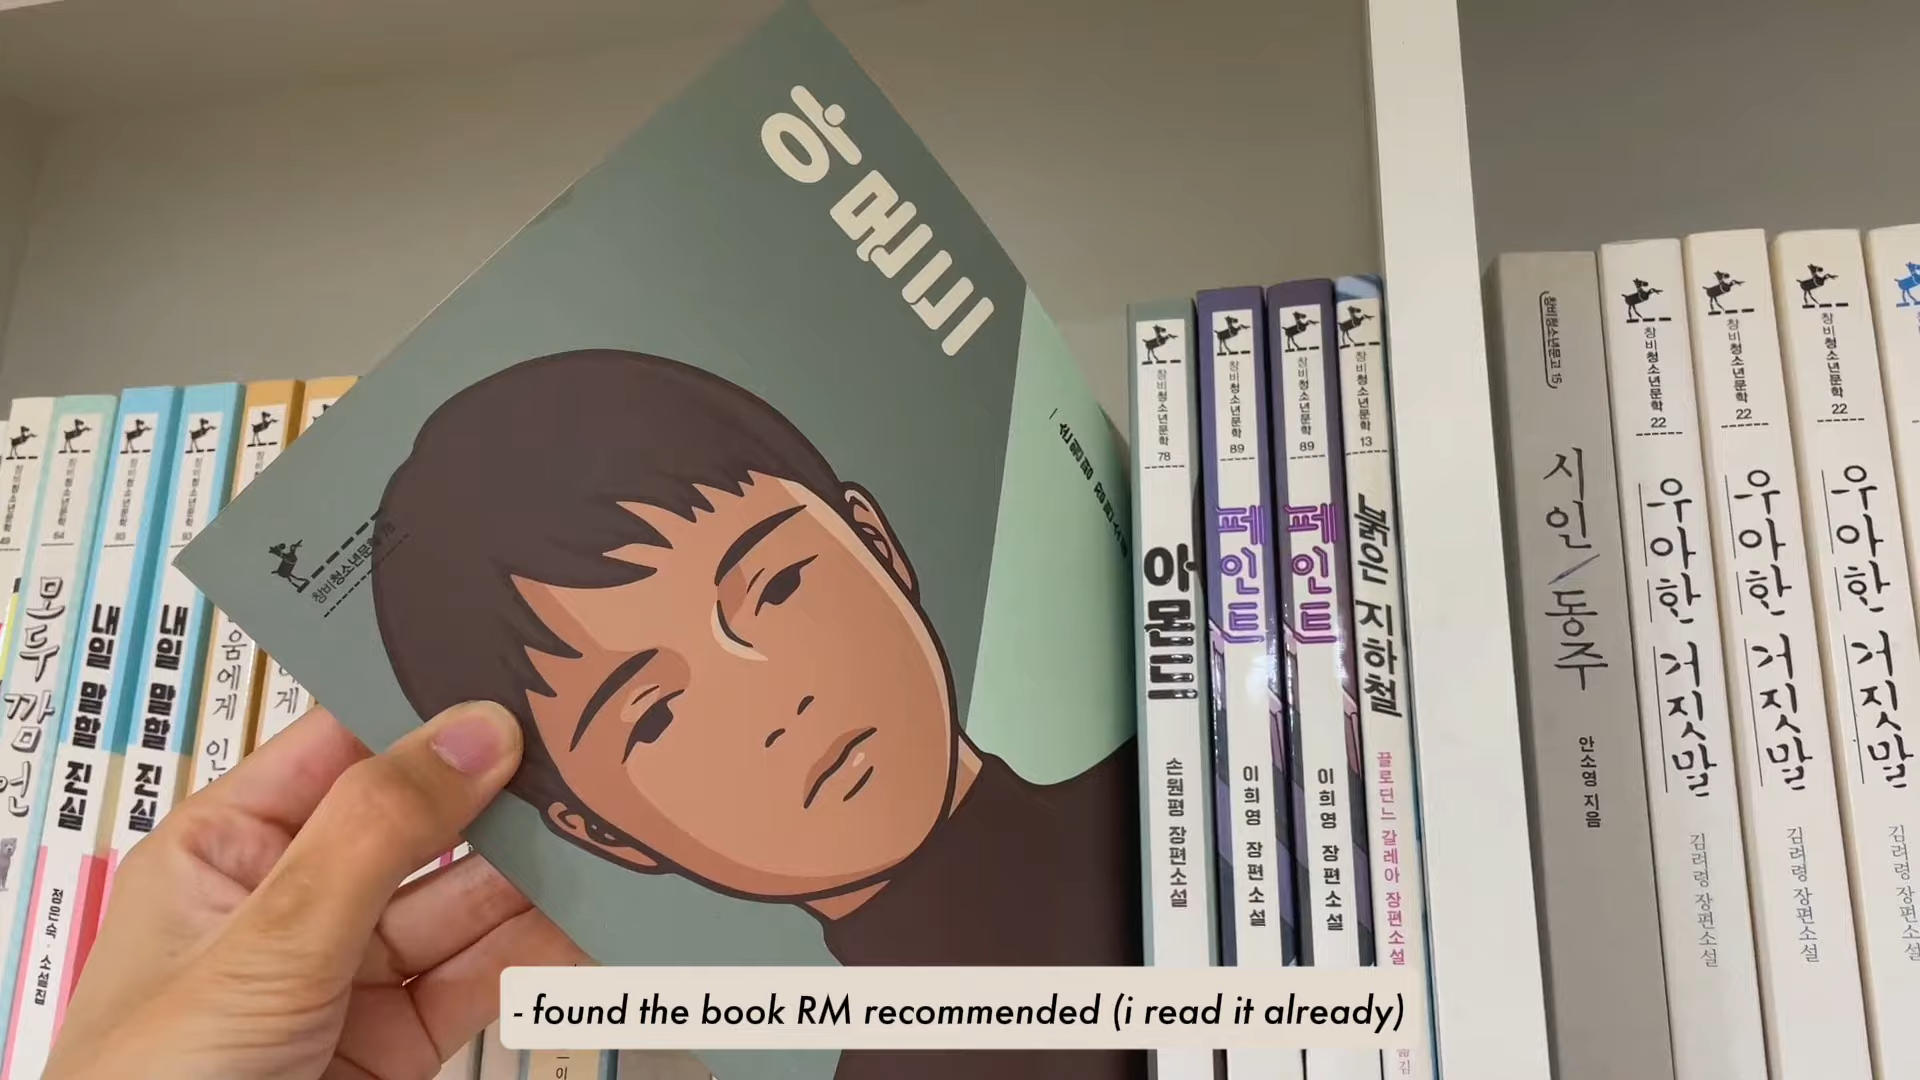 아몬드
손원평 장편소설
창비청소년문학 78
64
모두 깜언
93
내일 말할 진실
정은숙 · 소설집
93
내일 말할 진실
창비청소년문학
78
아몬드
손원평 장편소설
창비청소년문학
89
페인트
이희영 장편소설
창비청소년문학
89
페인트
이희영 장편소설
창비청소년문학
13
붉은 지하철
끌로딘느 갈레아 장편소설
창비청소년문고 15
시인/동주
안소영 지음
창비청소년문학
22
우아한 거짓말
김려령 장편소설
창비청소년문학
22
우아한 거짓말
김려령 장편소설
창비청소년문학
22
우아한 거짓말
김려령 장편소설
- found the book RM recommended (i read it already)